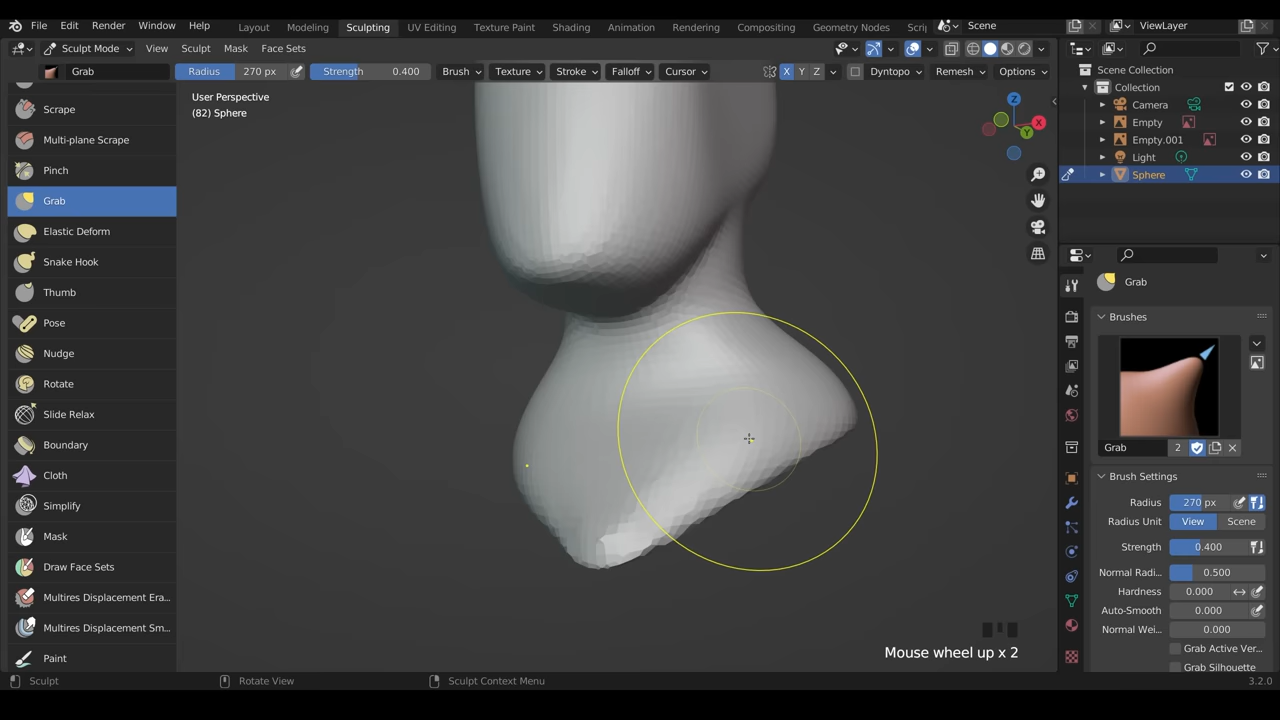 File Edit Render Window Help Layout Modeling Sculpting UV Editing Texture Paint Shading Animation Rendering Compositing Geometry Nodes Scrip Scene ViewLayer
Sculpt Mode View Sculpt Mask Face Sets
Grab Radius 270 px Strength 0.400 Brush Texture Stroke Falloff Cursor X Y Z Dyntopo Remesh Options
User Perspective
(82) Sphere
Scrape
Multi-plane Scrape
Pinch
Grab
Elastic Deform
Snake Hook
Thumb
Pose
Nudge
Rotate
Slide Relax
Boundary
Cloth
Simplify
Mask
Draw Face Sets
Multires Displacement Era...
Multires Displacement Sm...
Paint
Z
X
Y
Mouse wheel up x 2
Scene Collection
Collection
Camera
Empty
Empty.001
Light
Sphere
Grab
Brushes
Grab 2
Brush Settings
Radius 270 px
Radius Unit View Scene
Strength 0.400
Normal Radi... 0.500
Hardness 0.000
Auto-Smooth 0.000
Normal Wei... 0.000
Grab Active Ver...
Grab Silhouette
Sculpt Rotate View Sculpt Context Menu 3.2.0